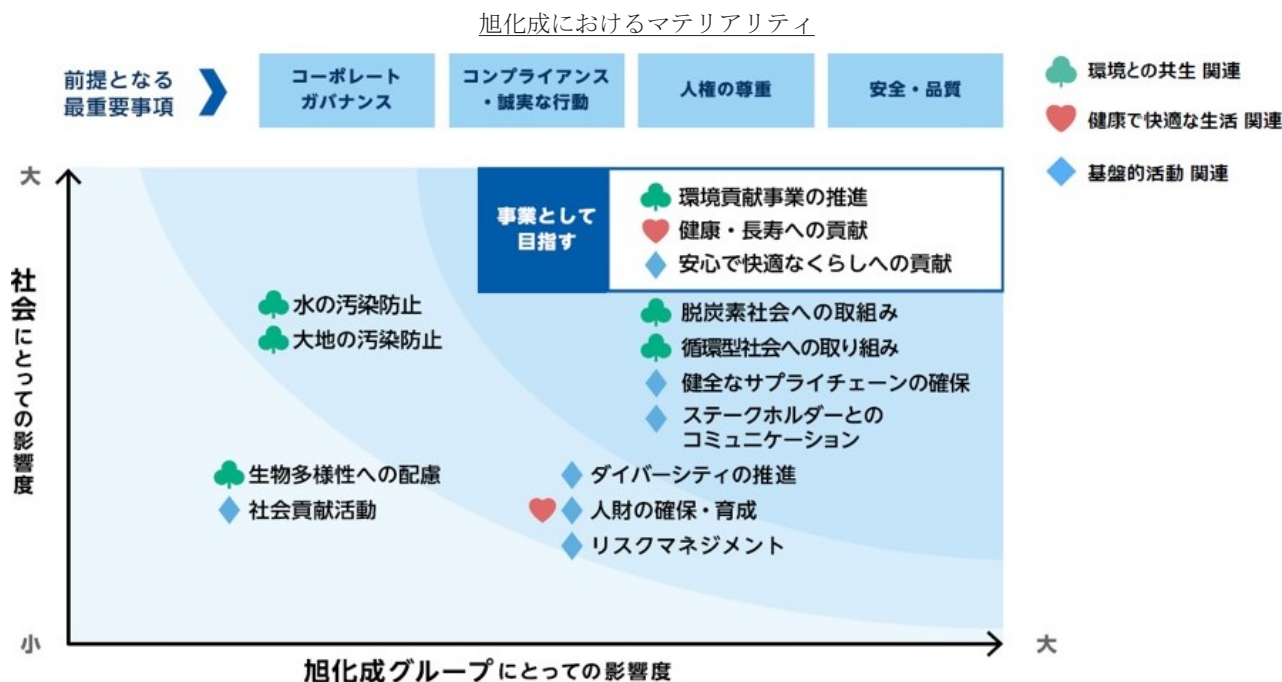 旭化成におけるマテリアリティ
前提となる
最重要事項
コーポレート
ガバナンス
コンプライアンス
・誠実な行動
人権の尊重
安全・品質
環境との共生 関連
健康で快適な生活 関連
基盤的活動 関連
大
社会にとっての影響度
事業として
目指す
環境貢献事業の推進
健康・長寿への貢献
安心で快適なくらしへの貢献
水の汚染防止
大地の汚染防止
脱炭素社会への取組み
循環型社会への取り組み
健全なサプライチェーンの確保
ステークホルダーとの
コミュニケーション
生物多様性への配慮
社会貢献活動
ダイバーシティの推進
人財の確保・育成
リスクマネジメント
小
大
旭化成グループにとっての影響度